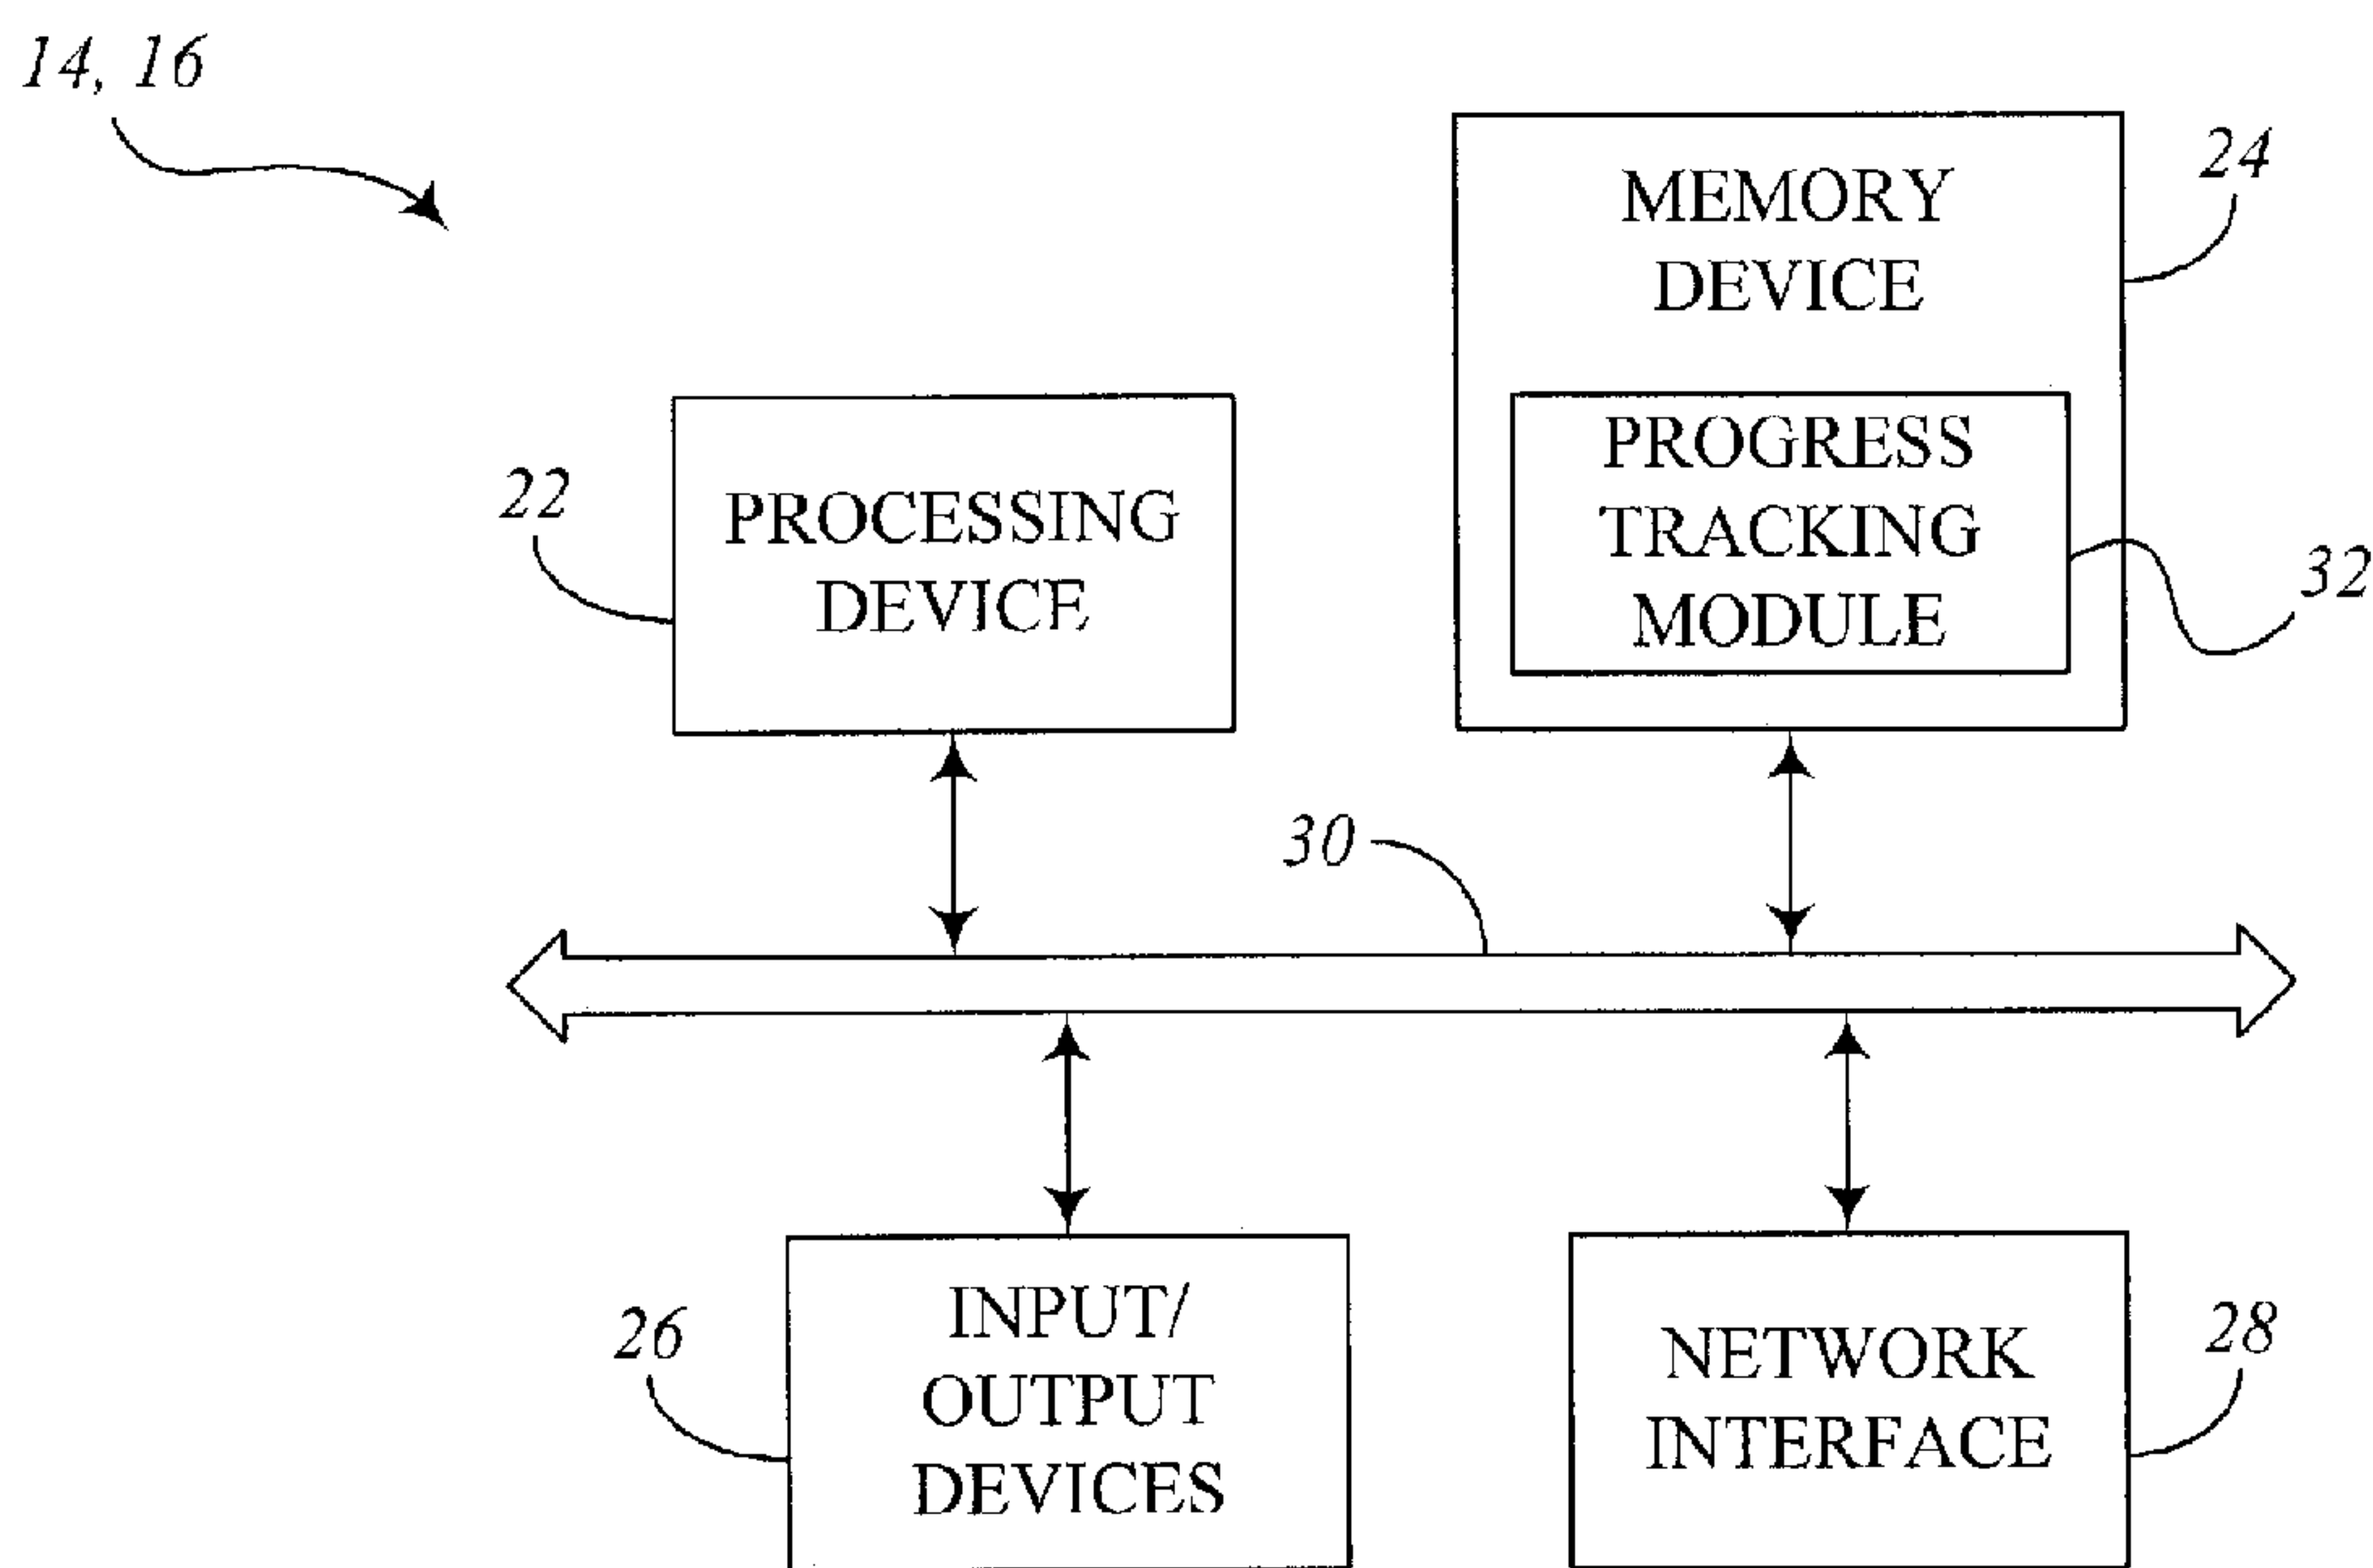 14, 16
MEMORY
DEVICE
24
PROGRESS
TRACKING
MODULE
32
22
PROCESSING
DEVICE
30
26
INPUT/
OUTPUT
DEVICES
NETWORK
INTERFACE
28